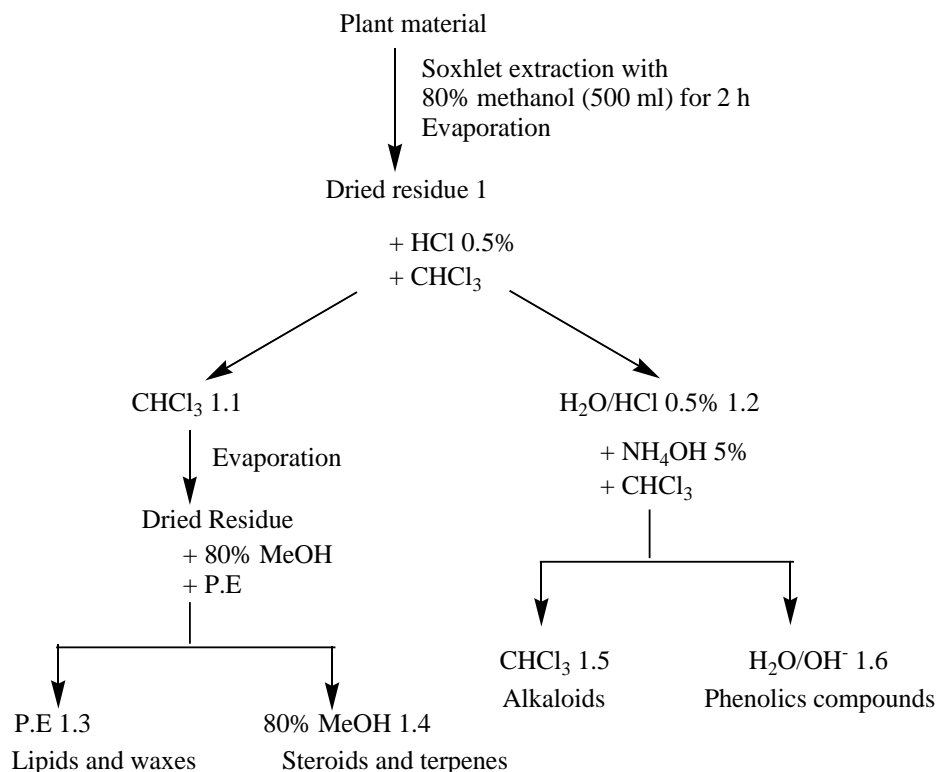 Plant material
Soxhlet extraction with
80% methanol (500 ml) for 2 h
Evaporation
Dried residue 1
+ HCl 0.5%
+ CHCl₃
CHCl₃ 1.1
H₂O/HCl 0.5% 1.2
Evaporation
+ NH₄OH 5%
+ CHCl₃
Dried Residue
+ 80% MeOH
+ P.E
CHCl₃ 1.5
H₂O/OH⁻ 1.6
Alkaloids
Phenolics compounds
P.E 1.3
80% MeOH 1.4
Lipids and waxes
Steroids and terpenes